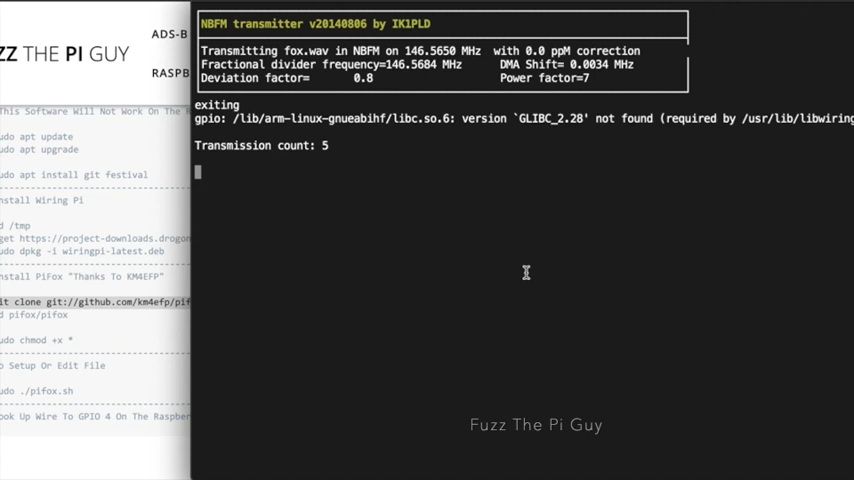 ADS-B
ZZ THE PI GUY
RASPB
This Software Will Not Work On The R
udo apt update
udo apt upgrade
udo apt install git festival
nstall Wiring Pi
d /tmp
get https://project-downloads.drogon
udo dpkg -i wiringpi-latest.deb
nstall PiFox "Thanks To KM4EFP"
it clone git://github.com/km4efp/pif
d pifox/pifox
udo chmod +x *
o Setup Or Edit File
udo ./pifox.sh
ook Up Wire To GPIO 4 On The Raspber
NBFM transmitter v20140806 by IK1PLD
Transmitting fox.wav in NBFM on 146.5650 MHz with 0.0 ppM correction
Fractional divider frequency=146.5684 MHz DMA Shift= 0.0034 MHz
Deviation factor= 0.8 Power factor=7
exiting
gpio: /lib/arm-linux-gnueabihf/libc.so.6: version `GLIBC_2.28' not found (required by /usr/lib/libwiring
Transmission count: 5
Fuzz The Pi Guy